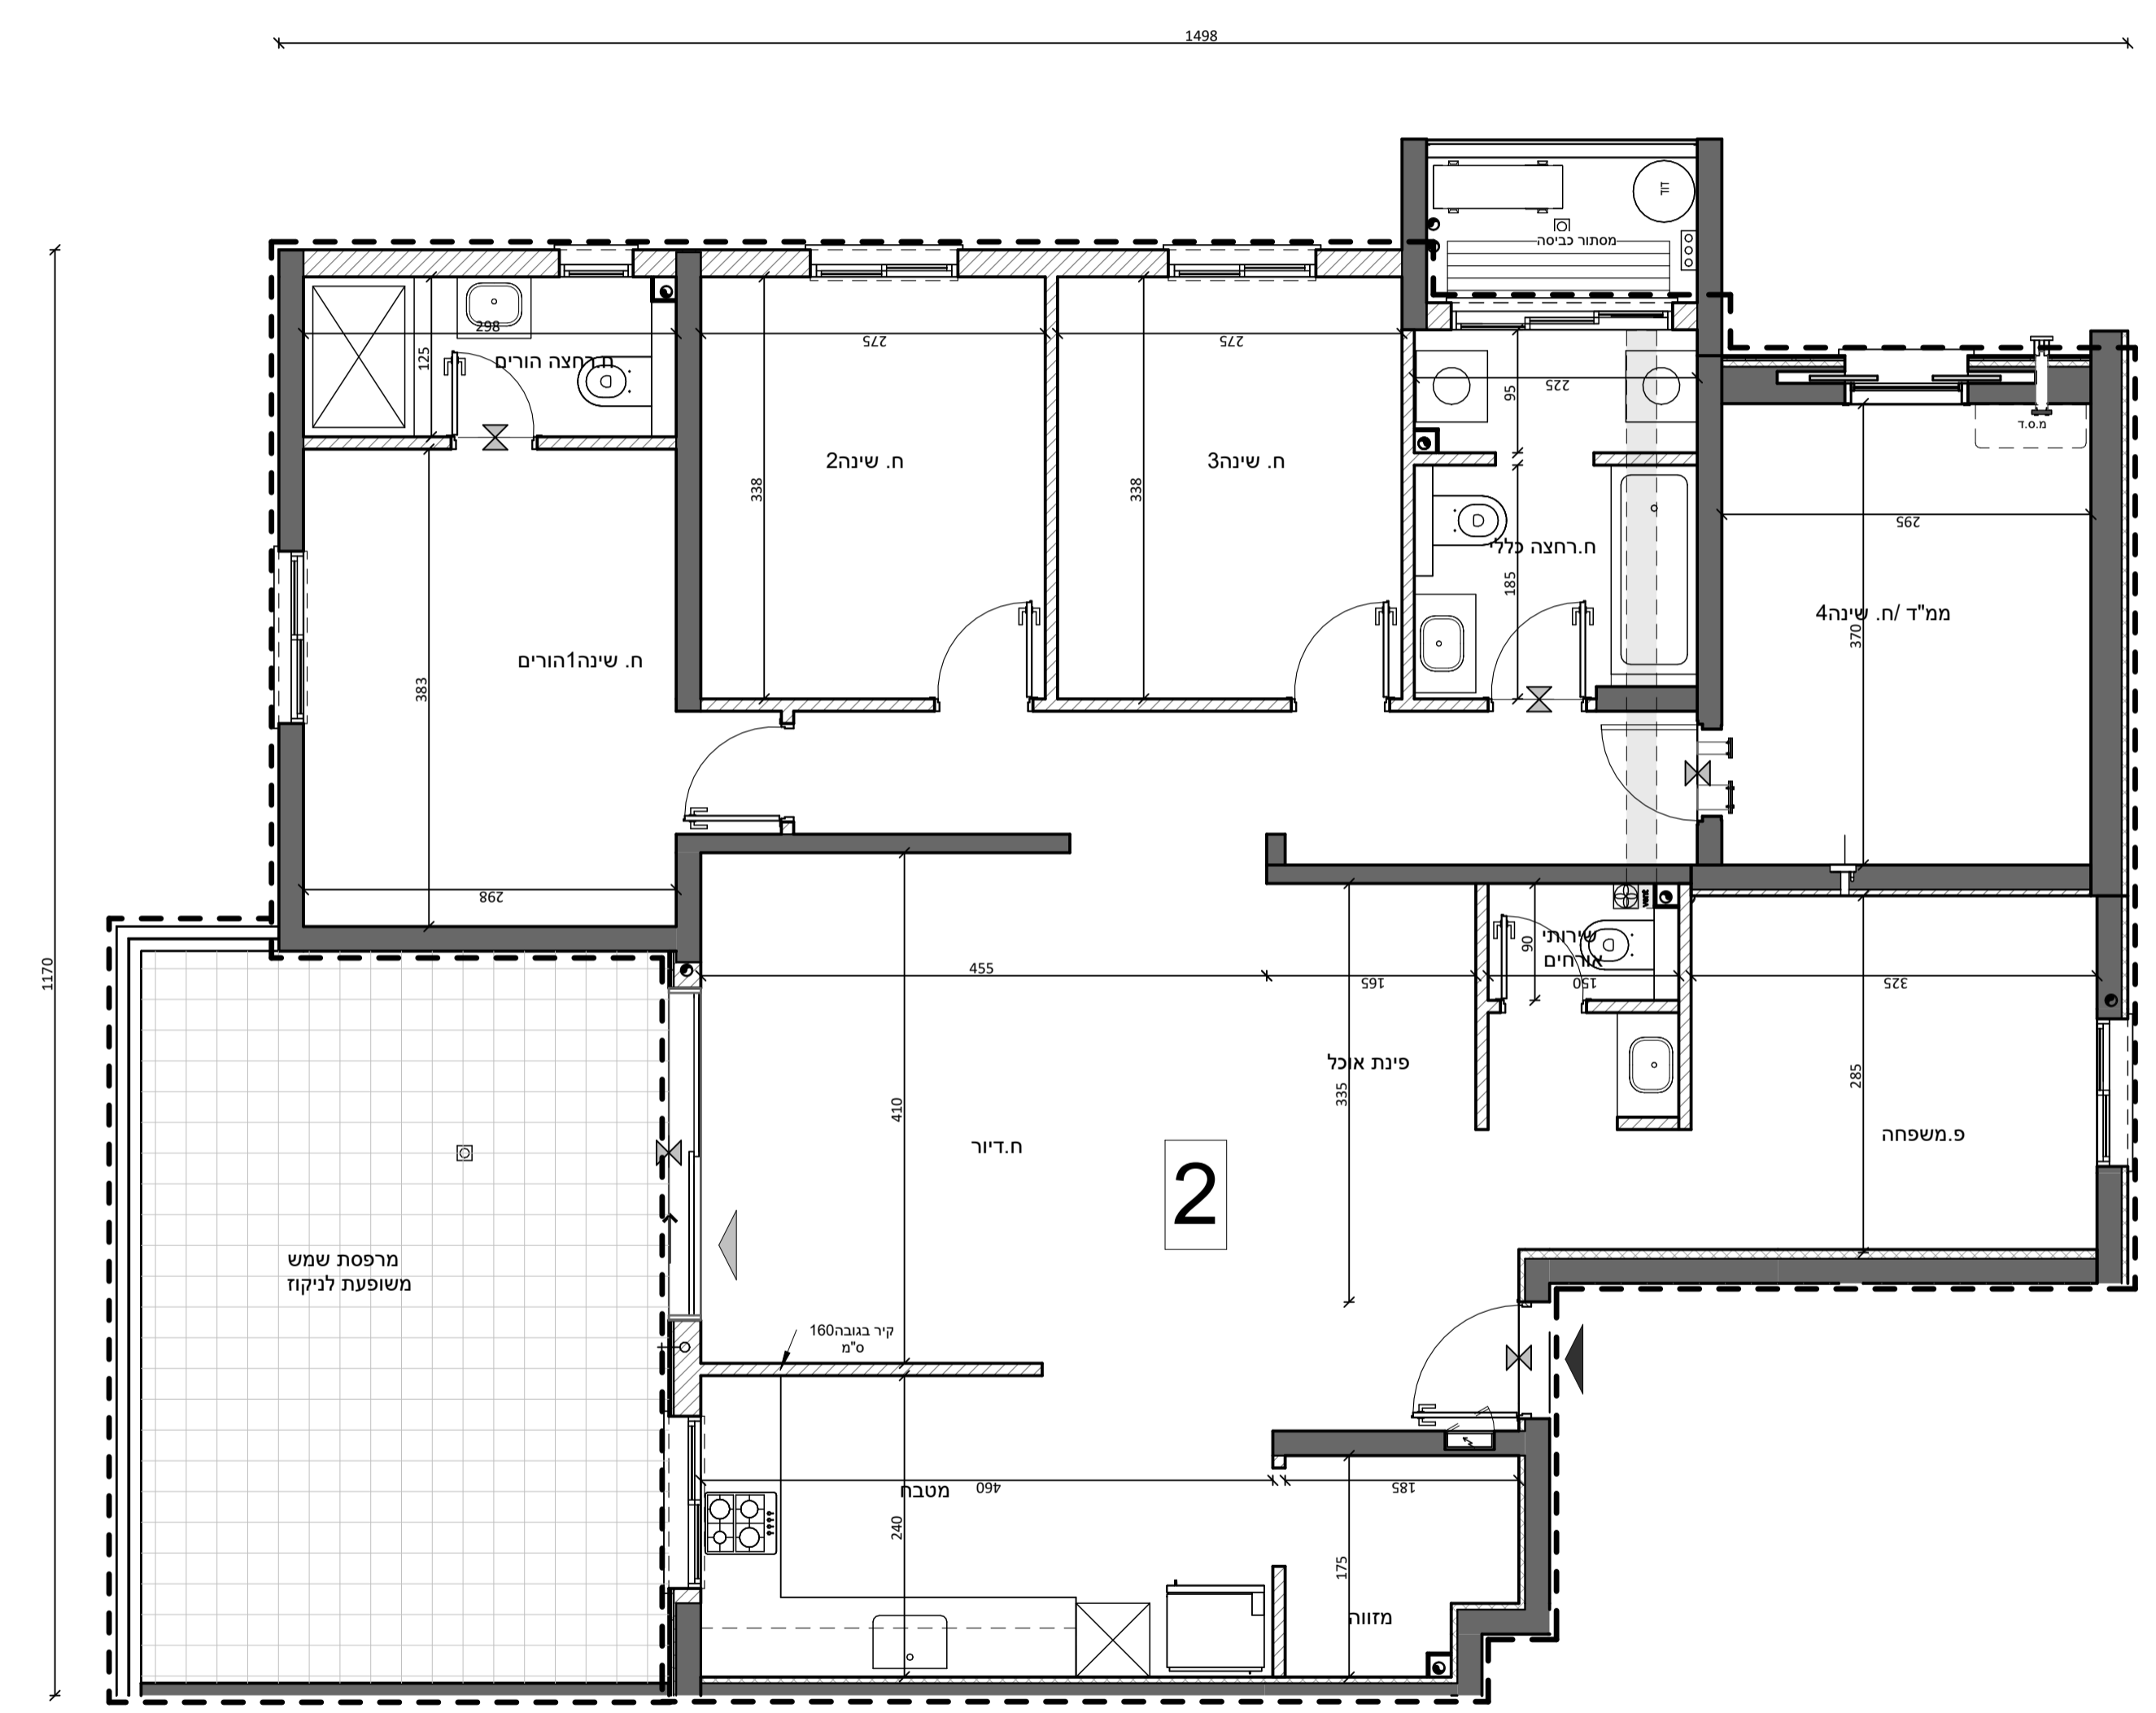 1498
דוד
מסתור כביסה
298
125
ח.רחצה הורים
275
275
225
95
מ.ס.ד
338
ח. שינה2
338
ח. שינה3
295
ח.רחצה כללי
185
ממ"ד /ח. שינה4
370
ח. שינה1הורים
383
298
vent
שירותי
אורחים
90
1170
455
165
150
325
פינת אוכל
335
285
410
ח.דיור
פ.משפחה
2
מרפסת שמש
משופעת לניקוז
קיר בגובה160
ס"מ
460
185
מטבח
240
175
מזווה